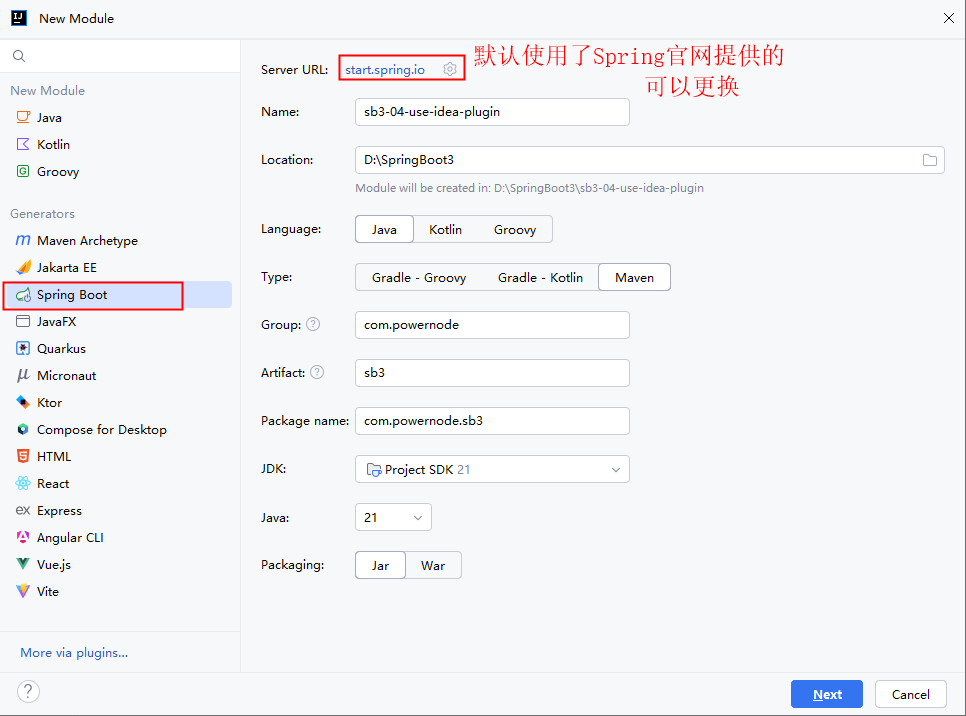 New Module
Server URL: start.spring.io
默认使用了Spring官网提供的
可以更换
New Module
Java
Kotlin
Groovy
Generators
Maven Archetype
Jakarta EE
Spring Boot
JavaFX
Quarkus
Micronaut
Ktor
Compose for Desktop
HTML
React
Express
Angular CLI
Vue.js
Vite
More via plugins...
Name: sb3-04-use-idea-plugin
Location: D:\SpringBoot3
Module will be created in: D:\SpringBoot3\sb3-04-use-idea-plugin
Language: Java Kotlin Groovy
Type: Gradle - Groovy Gradle - Kotlin Maven
Group: ? com.powernode
Artifact: ? sb3
Package name: com.powernode.sb3
JDK: Project SDK 21
Java: 21
Packaging: Jar War
? Next Cancel